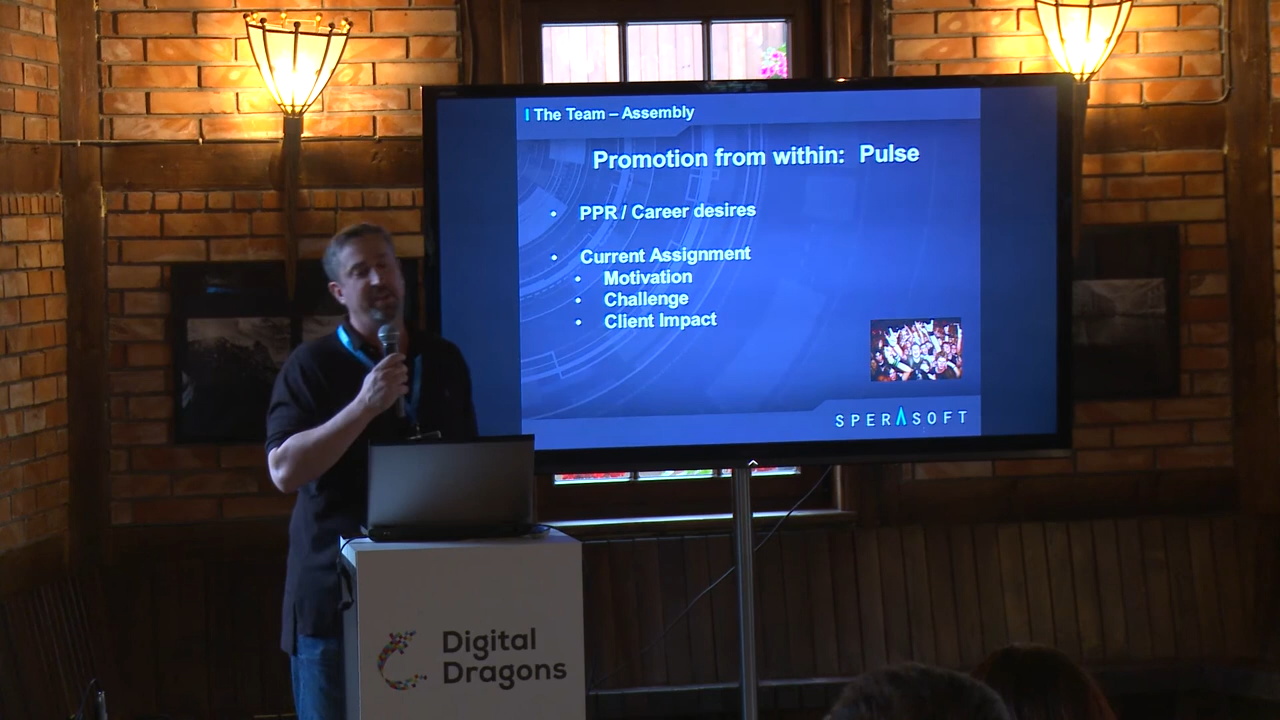 The Team – Assembly
Promotion from within: Pulse
• PPR / Career desires
• Current Assignment
• Motivation
• Challenge
• Client Impact
SPERASOFT
Digital
Dragons